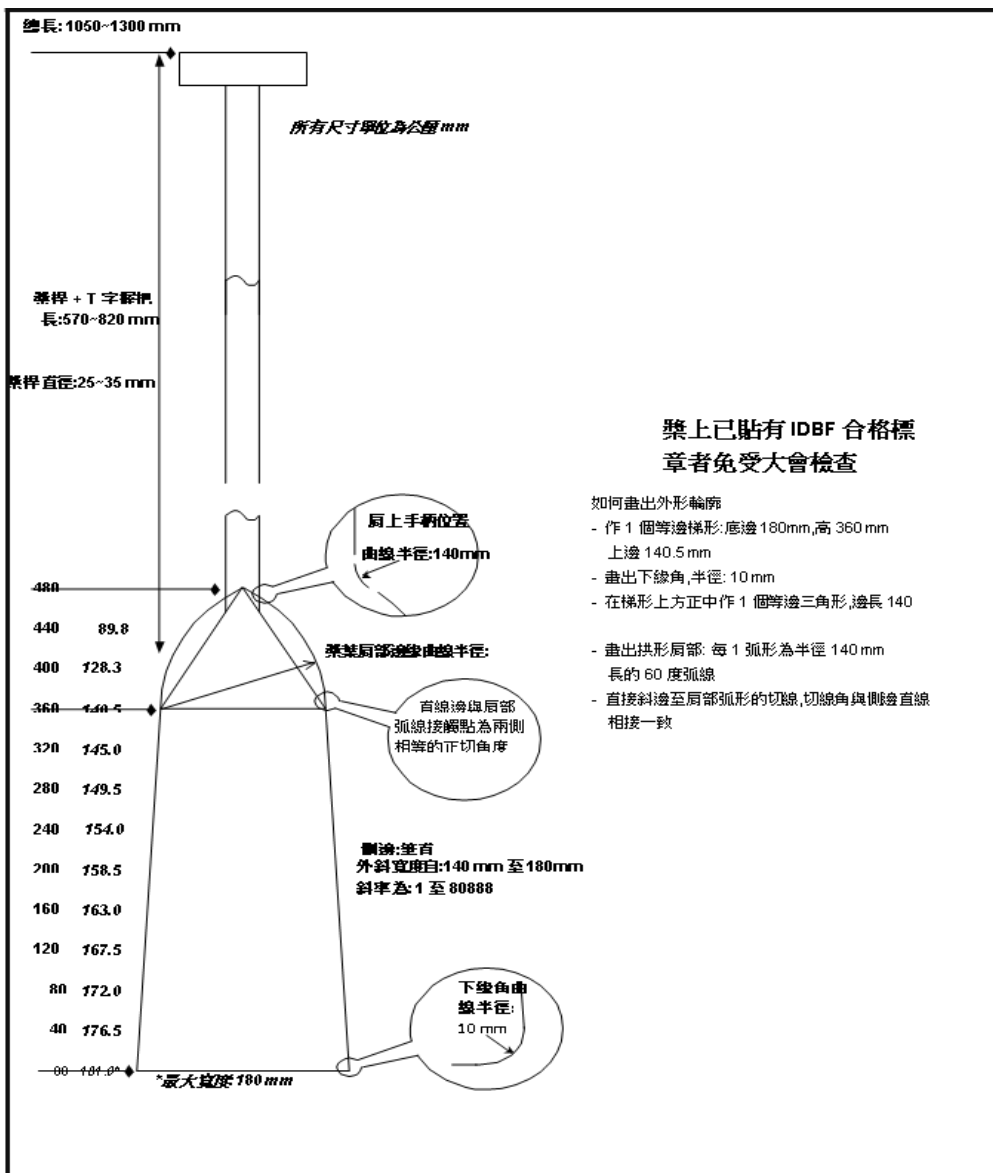 總長: 1050~1300 mm
所有尺寸單位為公厘 mm
槳桿 + T 字握把
長:570~820 mm
槳桿直徑:25~35 mm
槳上已貼有 IDBF 合格標
章者免受大會檢查
如何畫出外形輪廓
- 作 1 個等邊梯形:底邊 180mm,高 360 mm
上邊 140.5 mm
- 畫出下緣角,半徑: 10 mm
- 在梯形上方正中作 1 個等邊三角形,邊長 140
- 畫出拱形肩部: 每 1 弧形為半徑 140 mm
長的 60 度弧線
- 直接斜邊至肩部弧形的切線,切線角與側邊直線
相接一致
肩上手柄位置
曲線半徑:140mm
480
440 89.8
槳葉肩部邊緣曲線半徑:
400 128.3
360 140.5
直線邊與肩部
弧線接觸點為兩側
相等的正切角度
320 145.0
280 149.5
240 154.0
側邊:筆直
外斜寬度自:140 mm 至 180mm
斜率為: 1 至 80888
200 158.5
160 163.0
120 167.5
80 172.0
40 176.5
下緣角曲
線半徑:
10 mm
00 181.0*
*最大寬度: 180 mm